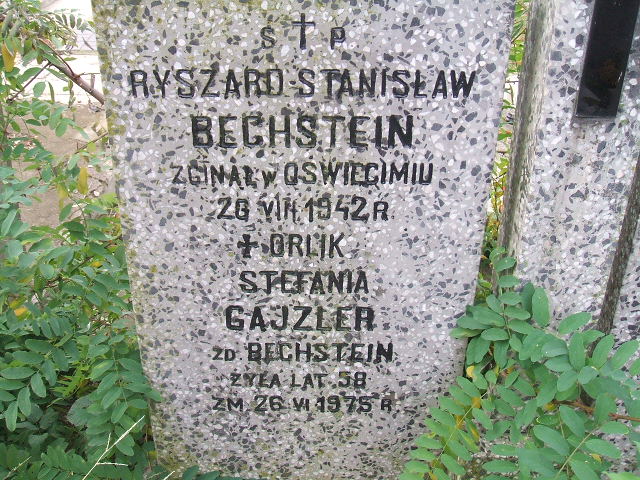 Ś † P
RYSZARD-STANISŁAW
BECHSTEIN
ZGINĄŁ W OŚWIĘCIMIU
20 VIII 1942 R.
† ORLIK
STEFANIA
GAJZLER
ZD. BECHSTEIN
ŻYŁA LAT 58
ZM 26 VI 1975 R.